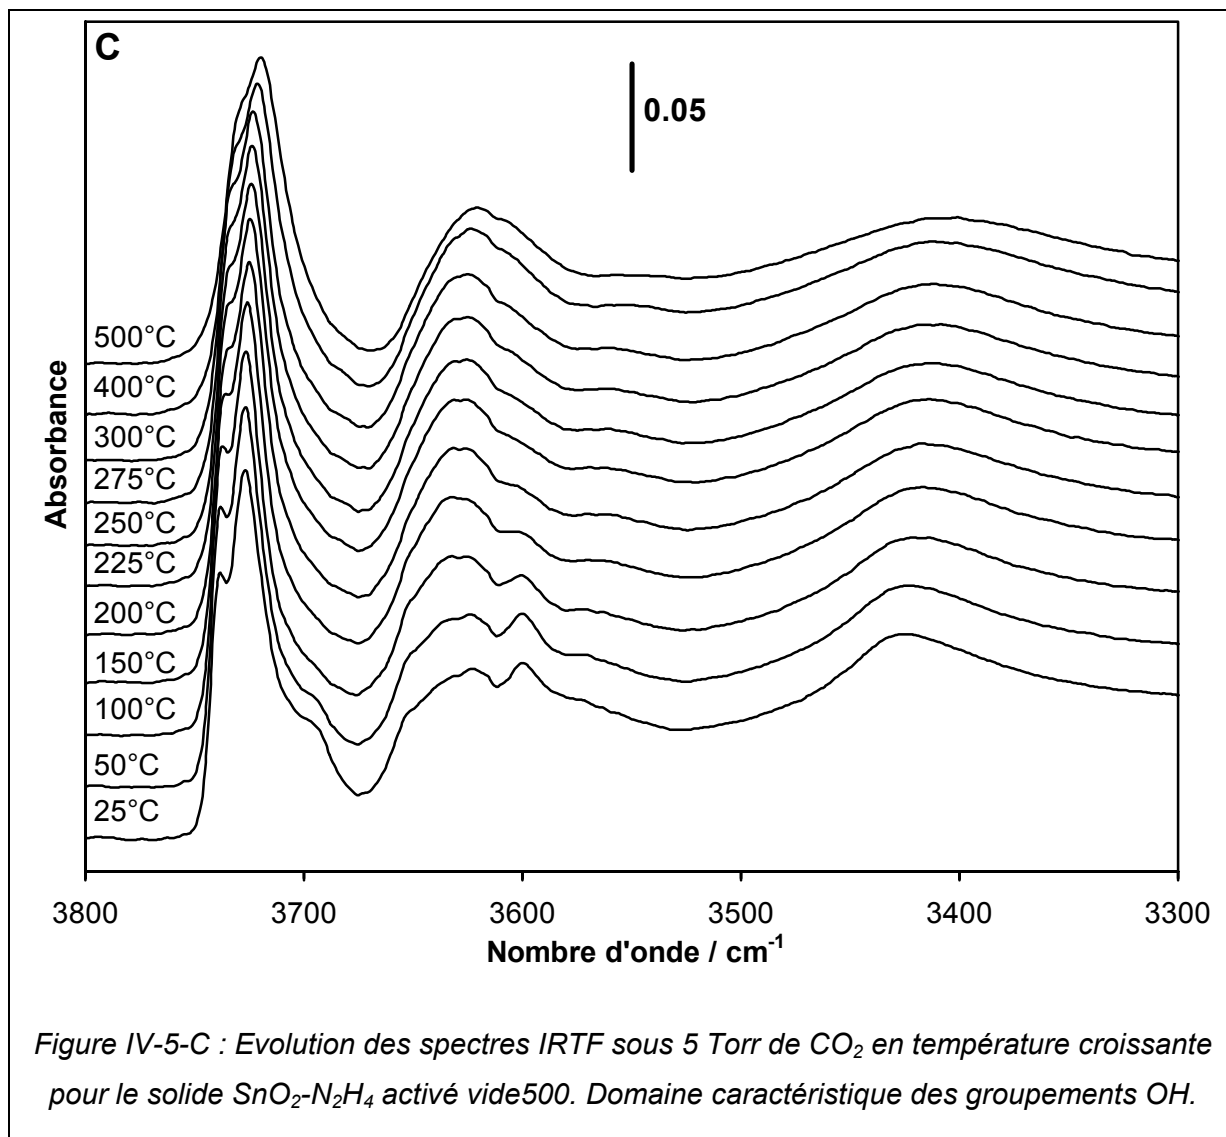 C
0.05
Absorbance
500°C
400°C
300°C
275°C
250°C
225°C
200°C
150°C
100°C
50°C
25°C
3800 3700 3600 3500 3400 3300
Nombre d'onde / cm⁻¹
Figure IV-5-C : Evolution des spectres IRTF sous 5 Torr de CO₂ en température croissante
pour le solide SnO₂-N₂H₄ activé vide500. Domaine caractéristique des groupements OH.